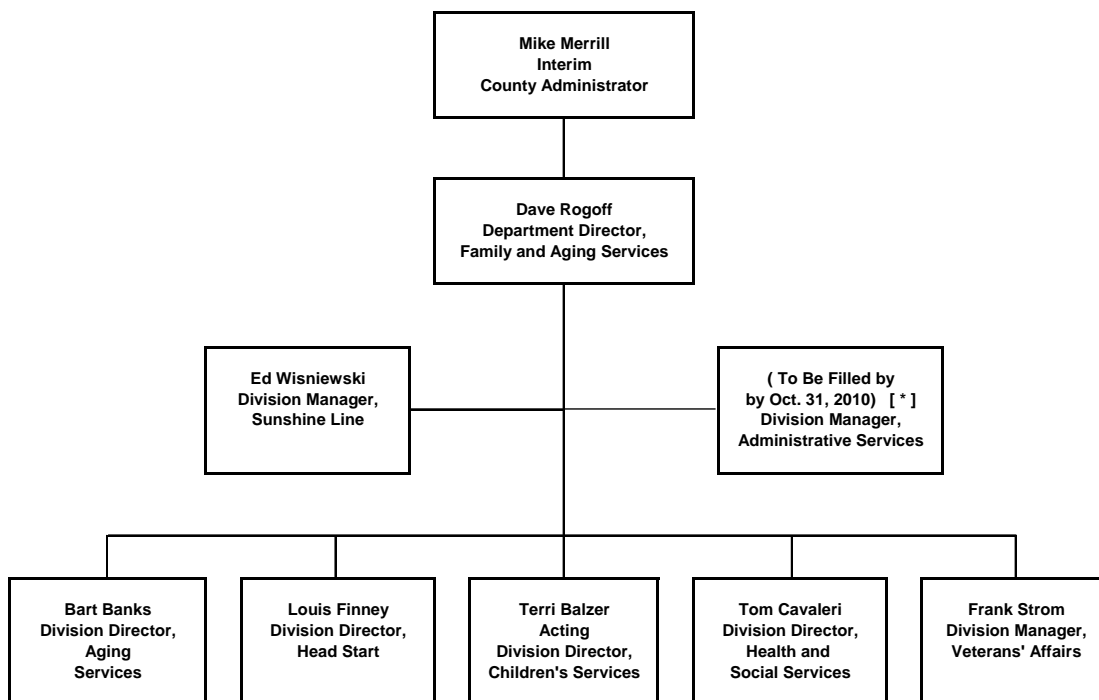 Mike Merrill
Interim
County Administrator
Dave Rogoff
Department Director,
Family and Aging Services
Ed Wisniewski
Division Manager,
Sunshine Line
( To Be Filled by
by Oct. 31, 2010) [ * ]
Division Manager,
Administrative Services
Bart Banks
Division Director,
Aging
Services
Louis Finney
Division Director,
Head Start
Terri Balzer
Acting
Division Director,
Children's Services
Tom Cavaleri
Division Director,
Health and
Social Services
Frank Strom
Division Manager,
Veterans' Affairs